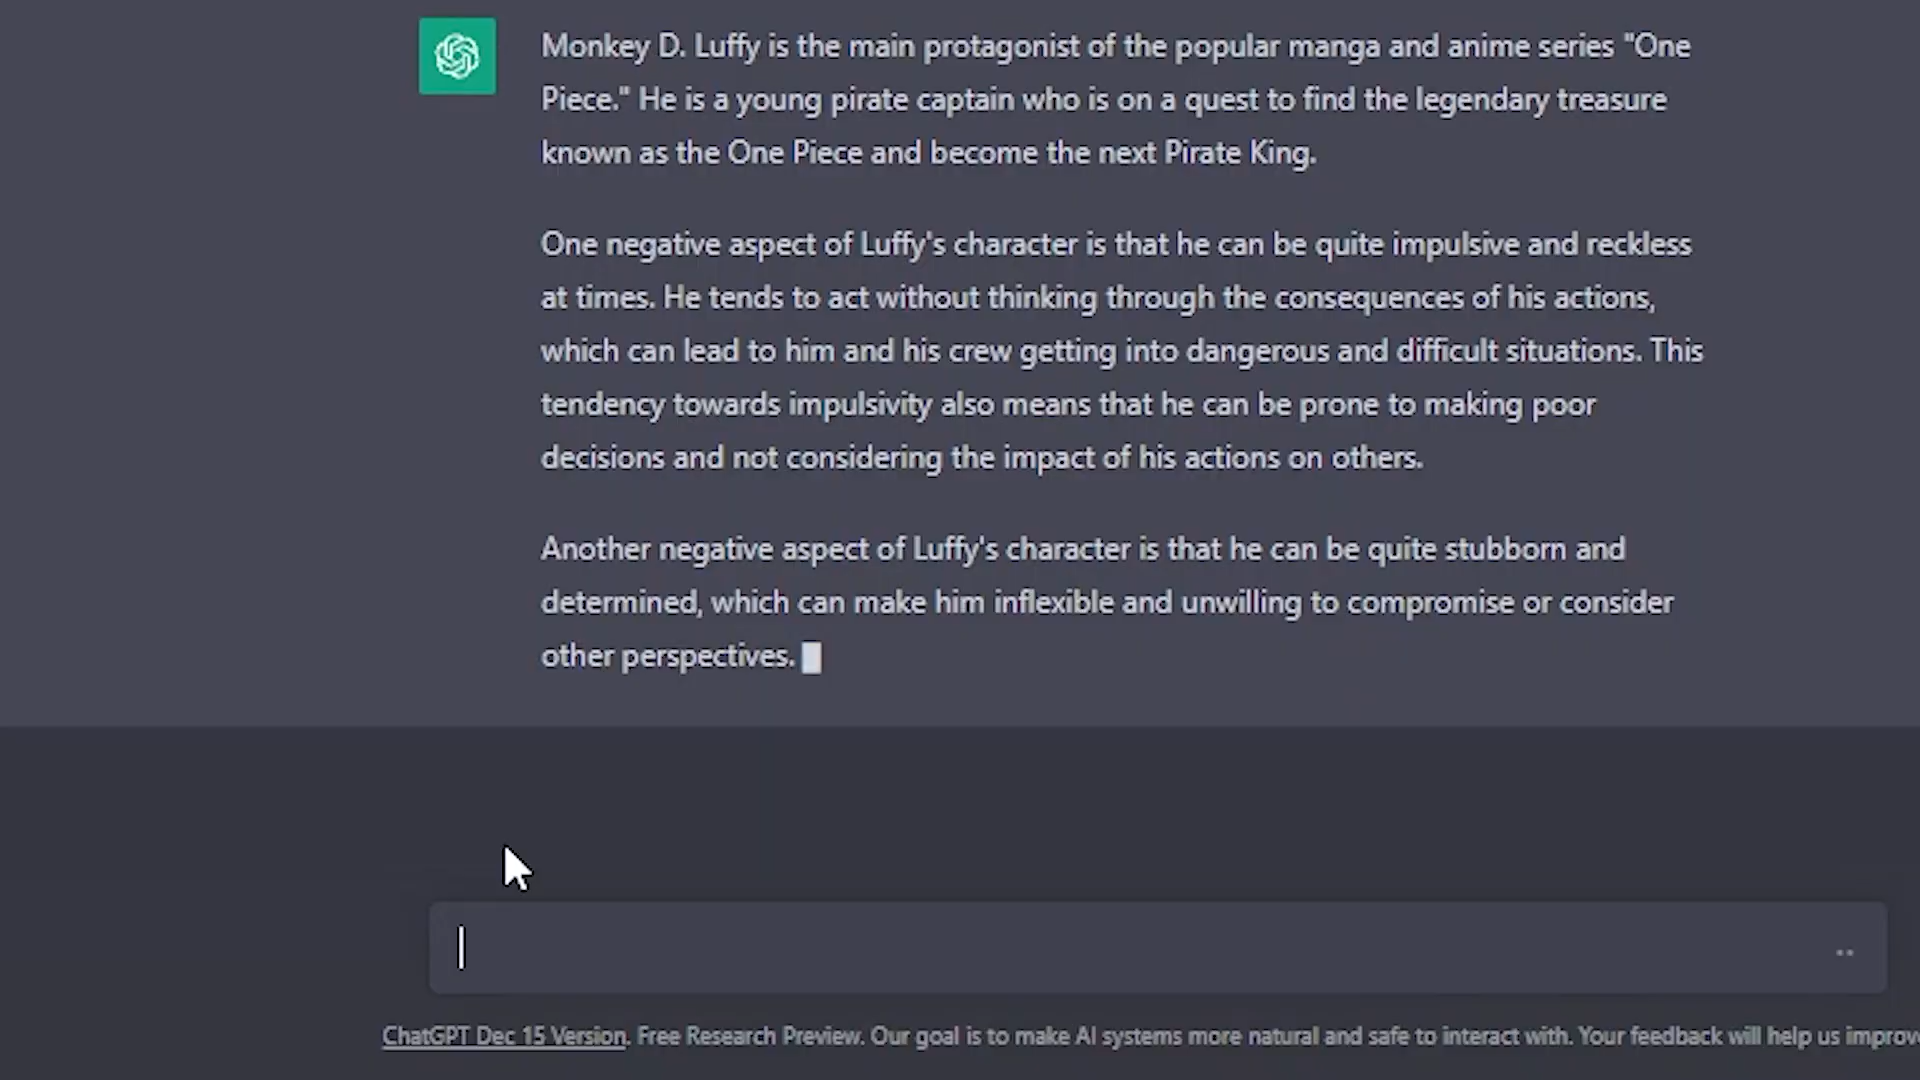 Monkey D. Luffy is the main protagonist of the popular manga and anime series "One
Piece." He is a young pirate captain who is on a quest to find the legendary treasure
known as the One Piece and become the next Pirate King.
One negative aspect of Luffy's character is that he can be quite impulsive and reckless
at times. He tends to act without thinking through the consequences of his actions,
which can lead to him and his crew getting into dangerous and difficult situations. This
tendency towards impulsivity also means that he can be prone to making poor
decisions and not considering the impact of his actions on others.
Another negative aspect of Luffy's character is that he can be quite stubborn and
determined, which can make him inflexible and unwilling to compromise or consider
other perspectives.
ChatGPT Dec 15 Version. Free Research Preview. Our goal is to make AI systems more natural and safe to interact with. Your feedback will help us improv